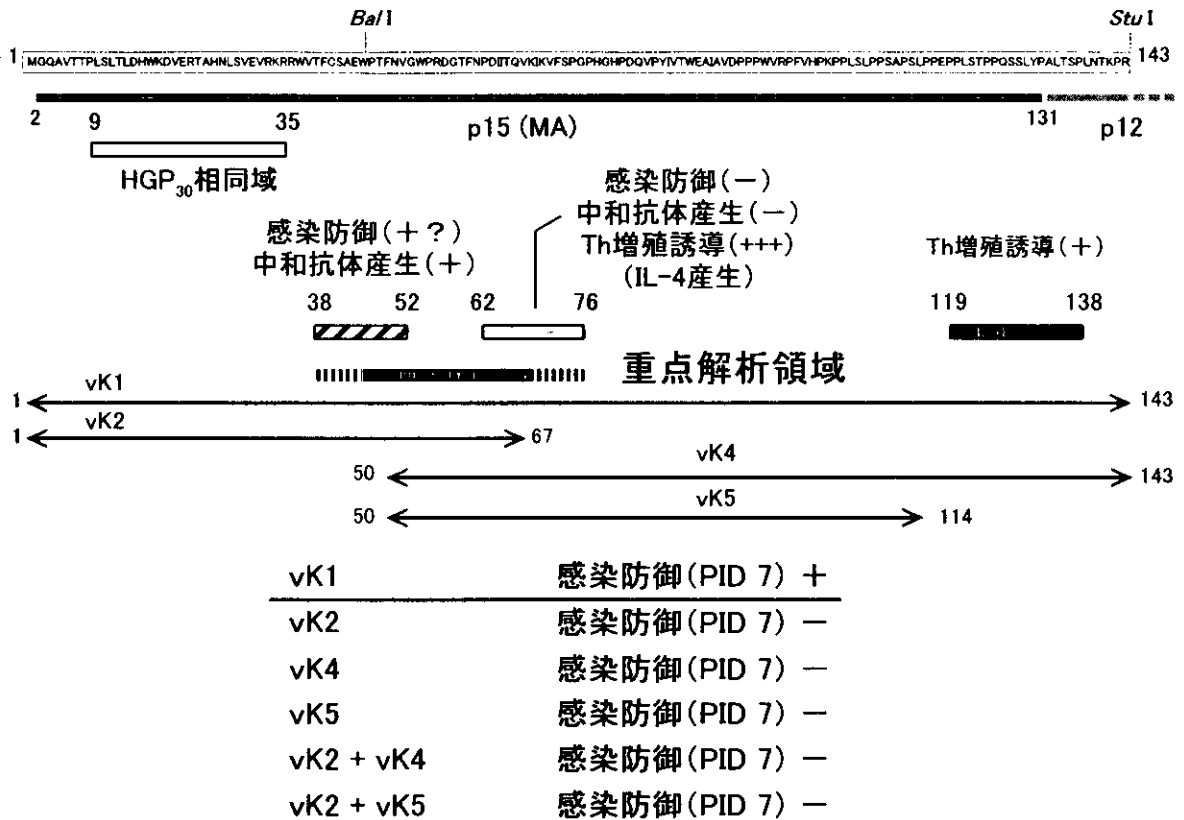 Bal I Stu I
1 MGQAVTTPLSLTLDHWKDVERTAHNLSVEVRKRRWVTFCSAEWPTFNVGWPRDGTFNPDIITQVKIKVFSPGPHGHPDQVPYIVTWEAIAVDPPPWVRPFVHPKPPLSLPPSAPSLPPEPPLSTPPQSSLYPALTSPLNTKPR 143
2 9 35 p15 (MA) 131 p12
HGP30相同域
感染防御(＋？)
中和抗体産生(＋)
感染防御(－)
中和抗体産生(－)
Th増殖誘導(+++)
(IL-4産生)
Th増殖誘導(＋)
38 52 62 76 119 138
重点解析領域
vK1
1 143
vK2
1 67
vK4
50 143
vK5
50 114
vK1 感染防御(PID 7) ＋
vK2 感染防御(PID 7) －
vK4 感染防御(PID 7) －
vK5 感染防御(PID 7) －
vK2 + vK4 感染防御(PID 7) －
vK2 + vK5 感染防御(PID 7) －